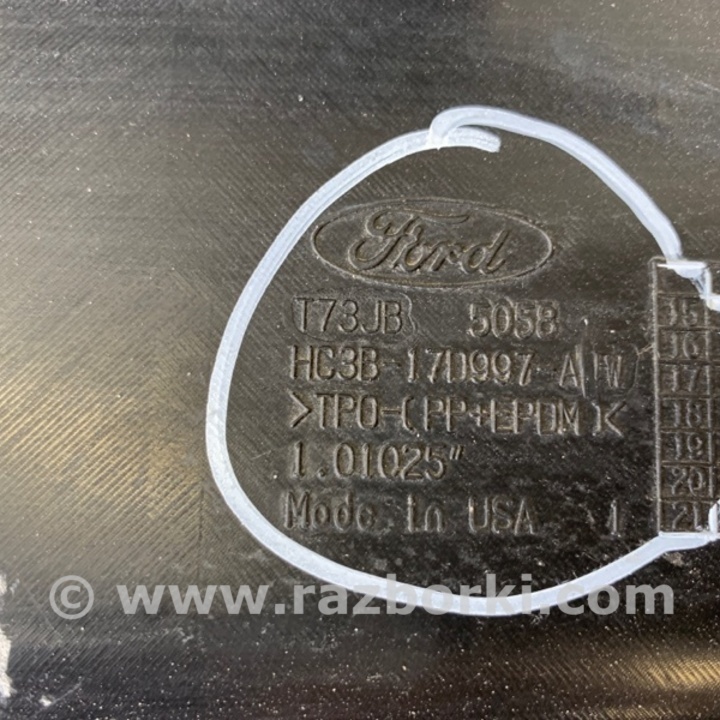 Ford
T73JB 5058
HC3B-17D997-A W
>TPO-(PP+EPDM)<
1.01025"
Made in USA 1
15
16
17
18
19
20
21
© www.razborki.com